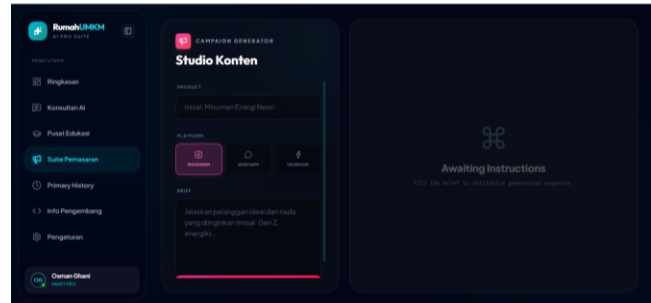 RumahUMKM
AI PRO SUITE
MENU UTAMA
Ringkasan
Konsultan AI
Pusat Edukasi
Suite Pemasaran
Primary History
Info Pengembang
Pengaturan
Osman Ghani
PAKET PRO
CAMPAIGN GENERATOR
Studio Konten
PRODUCT
misal: Minuman Energi Neon
PLATFORM
INSTAGRAM
WHATSAPP
FACEBOOK
BRIEF
Jelaskan pelanggan ideal dan nada
yang diinginkan (misal: Gen Z,
energik)...
Awaiting Instructions
Fill the brief to initialize generation sequence.